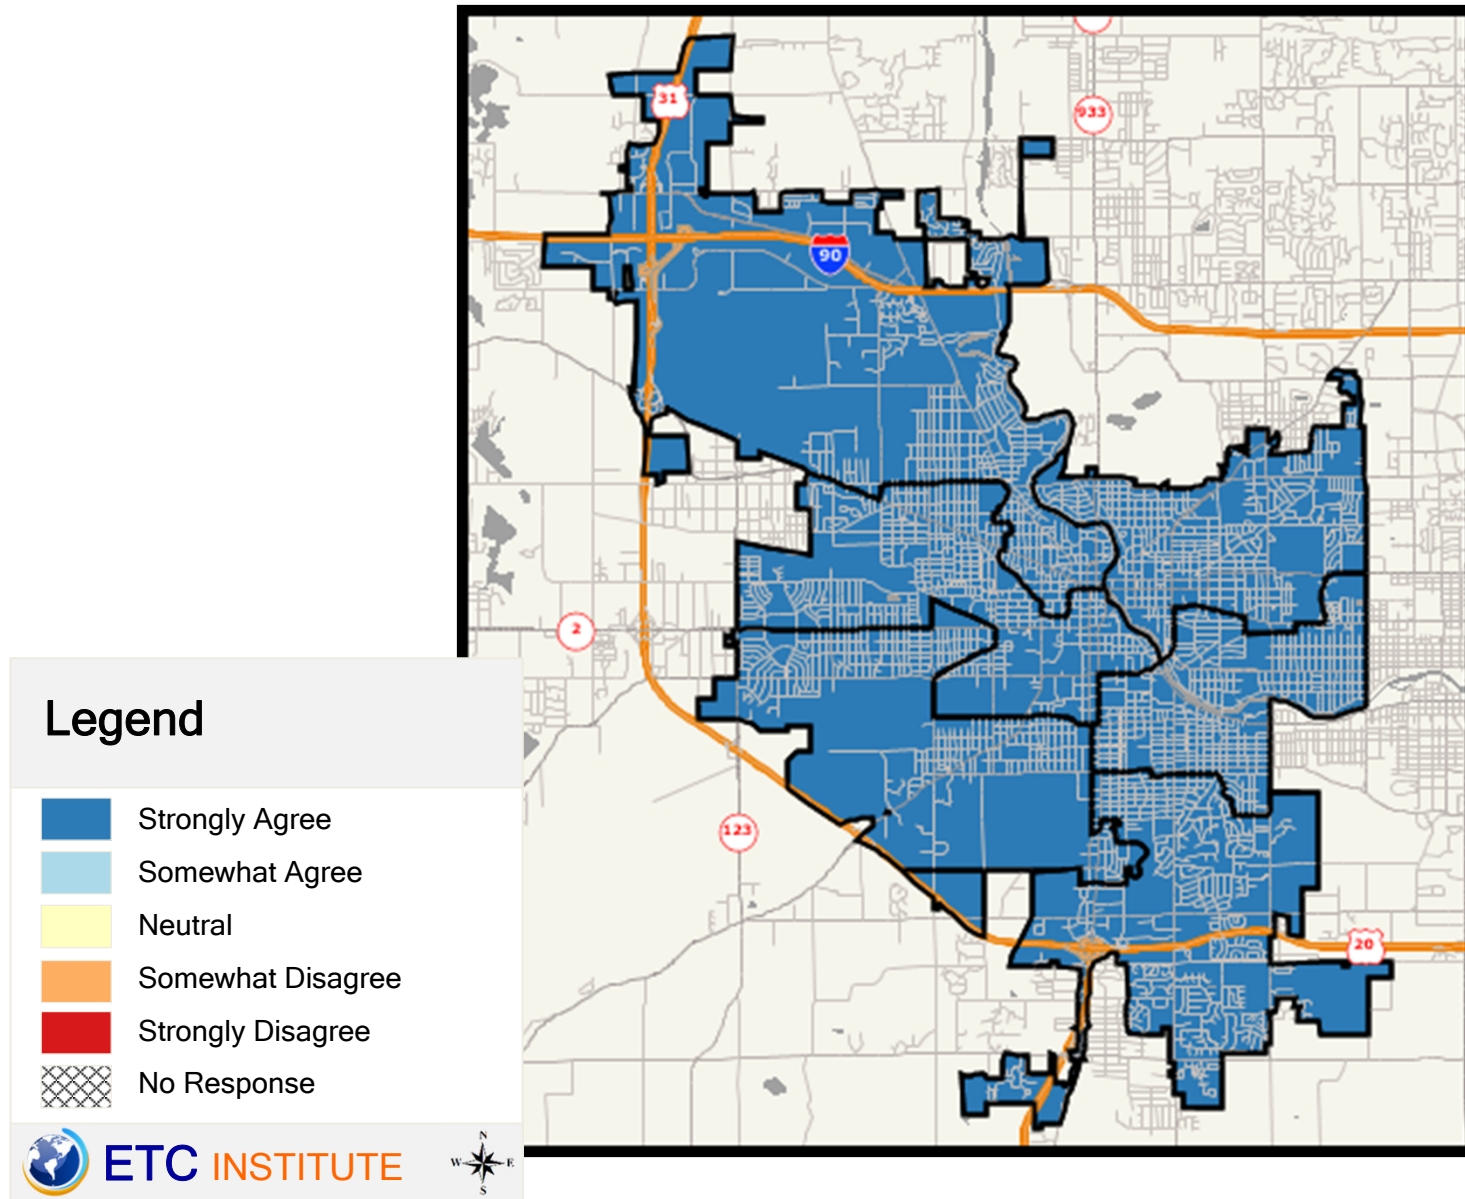 31
933
90
2
123
20
Legend
Strongly Agree
Somewhat Agree
Neutral
Somewhat Disagree
Strongly Disagree
No Response
ETC INSTITUTE
N
W E
S